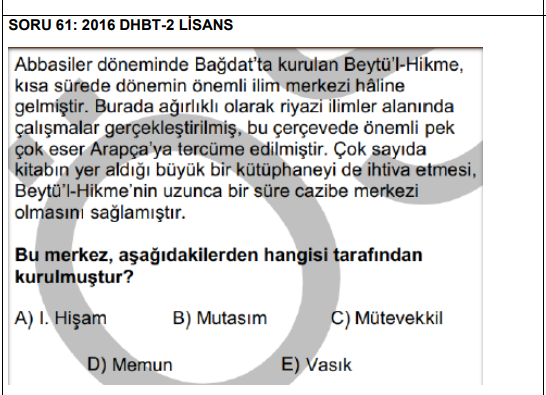 SORU 61: 2016 DHBT-2 LİSANS
Abbasiler döneminde Bağdat'ta kurulan Beytü'l-Hikme,
kısa sürede dönemin önemli ilim merkezi hâline
gelmiştir. Burada ağırlıklı olarak riyazi ilimler alanında
çalışmalar gerçekleştirilmiş, bu çerçevede önemli pek
çok eser Arapça'ya tercüme edilmiştir. Çok sayıda
kitabın yer aldığı büyük bir kütüphaneyi de ihtiva etmesi,
Beytü'l-Hikme'nin uzunca bir süre cazibe merkezi
olmasını sağlamıştır.
Bu merkez, aşağıdakilerden hangisi tarafından
kurulmuştur?
A) I. Hişam B) Mutasım C) Mütevekkil
D) Memun E) Vasık